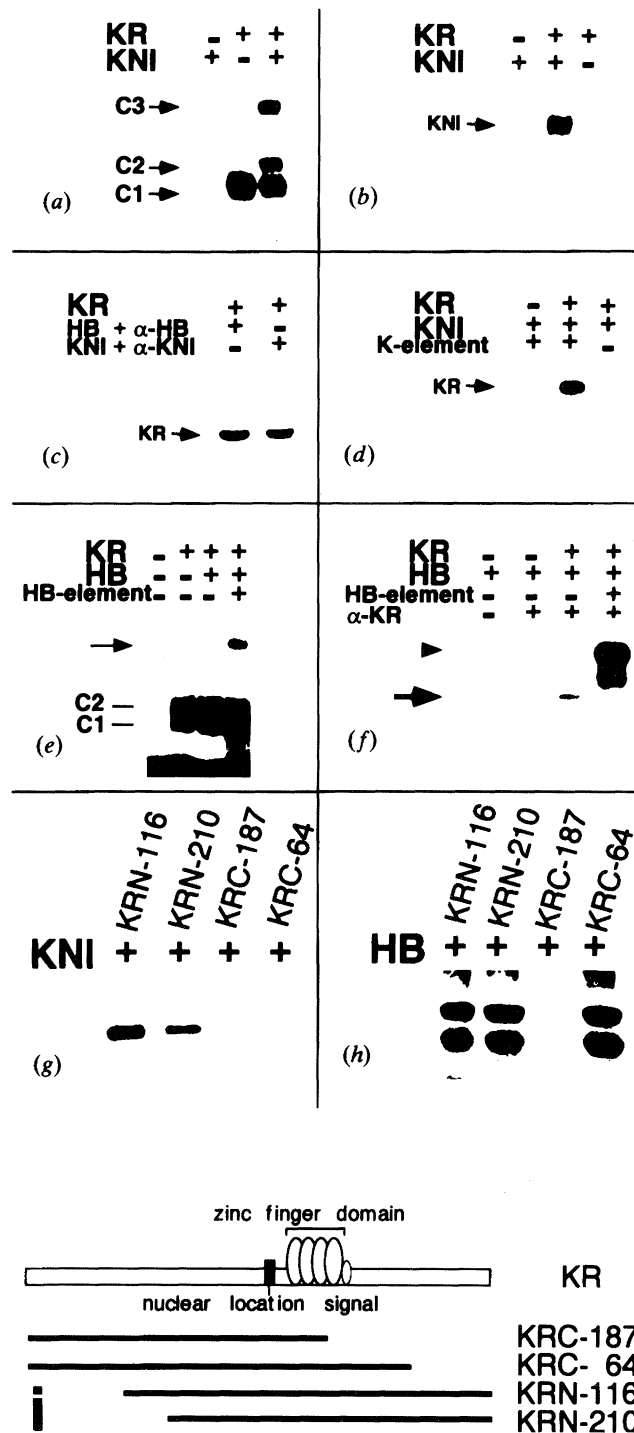 KR - + +
KNI + - +
C3
C2
C1
(a)
KR - + +
KNI + + -
KNI
(b)
KR + +
HB + α-HB + -
KNI + α-KNI - +
KR
(c)
KR - + +
KNI + + +
K-element + + -
KR
(d)
KR - + + +
HB - - + +
HB-element - - - +
C2
C1
(e)
KR - - + +
HB + + + +
HB-element - - - +
α-KR - + + +
(f)
KRN-116
KRN-210
KRC-187
KRC-64
KNI + + + +
(g)
KRN-116
KRN-210
KRC-187
KRC-64
HB + + + +
(h)
zinc finger domain
KR
nuclear location signal
KRC-187
KRC- 64
KRN-116
KRN-210
i